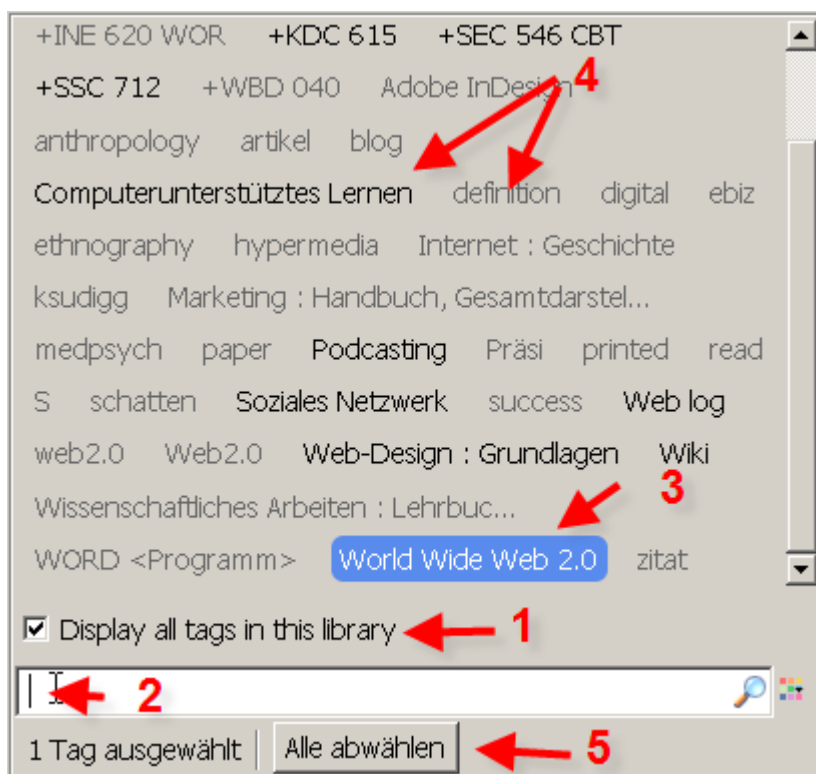 +INE 620 WOR +KDC 615 +SEC 546 CBT
+SSC 712 +WBD 040 Adobe InDesign 4
anthropology artikel blog
Computerunterstütztes Lernen definition digital ebiz
ethnography hypermedia Internet : Geschichte
ksudigg Marketing : Handbuch, Gesamtdarstel...
medpsych paper Podcasting Präsi printed read
S schatten Soziales Netzwerk success Web log
web2.0 Web2.0 Web-Design : Grundlagen Wiki
3
Wissenschaftliches Arbeiten : Lehrbuc...
WORD <Programm> World Wide Web 2.0 zitat
Display all tags in this library 1
2
1 Tag ausgewählt Alle abwählen 5